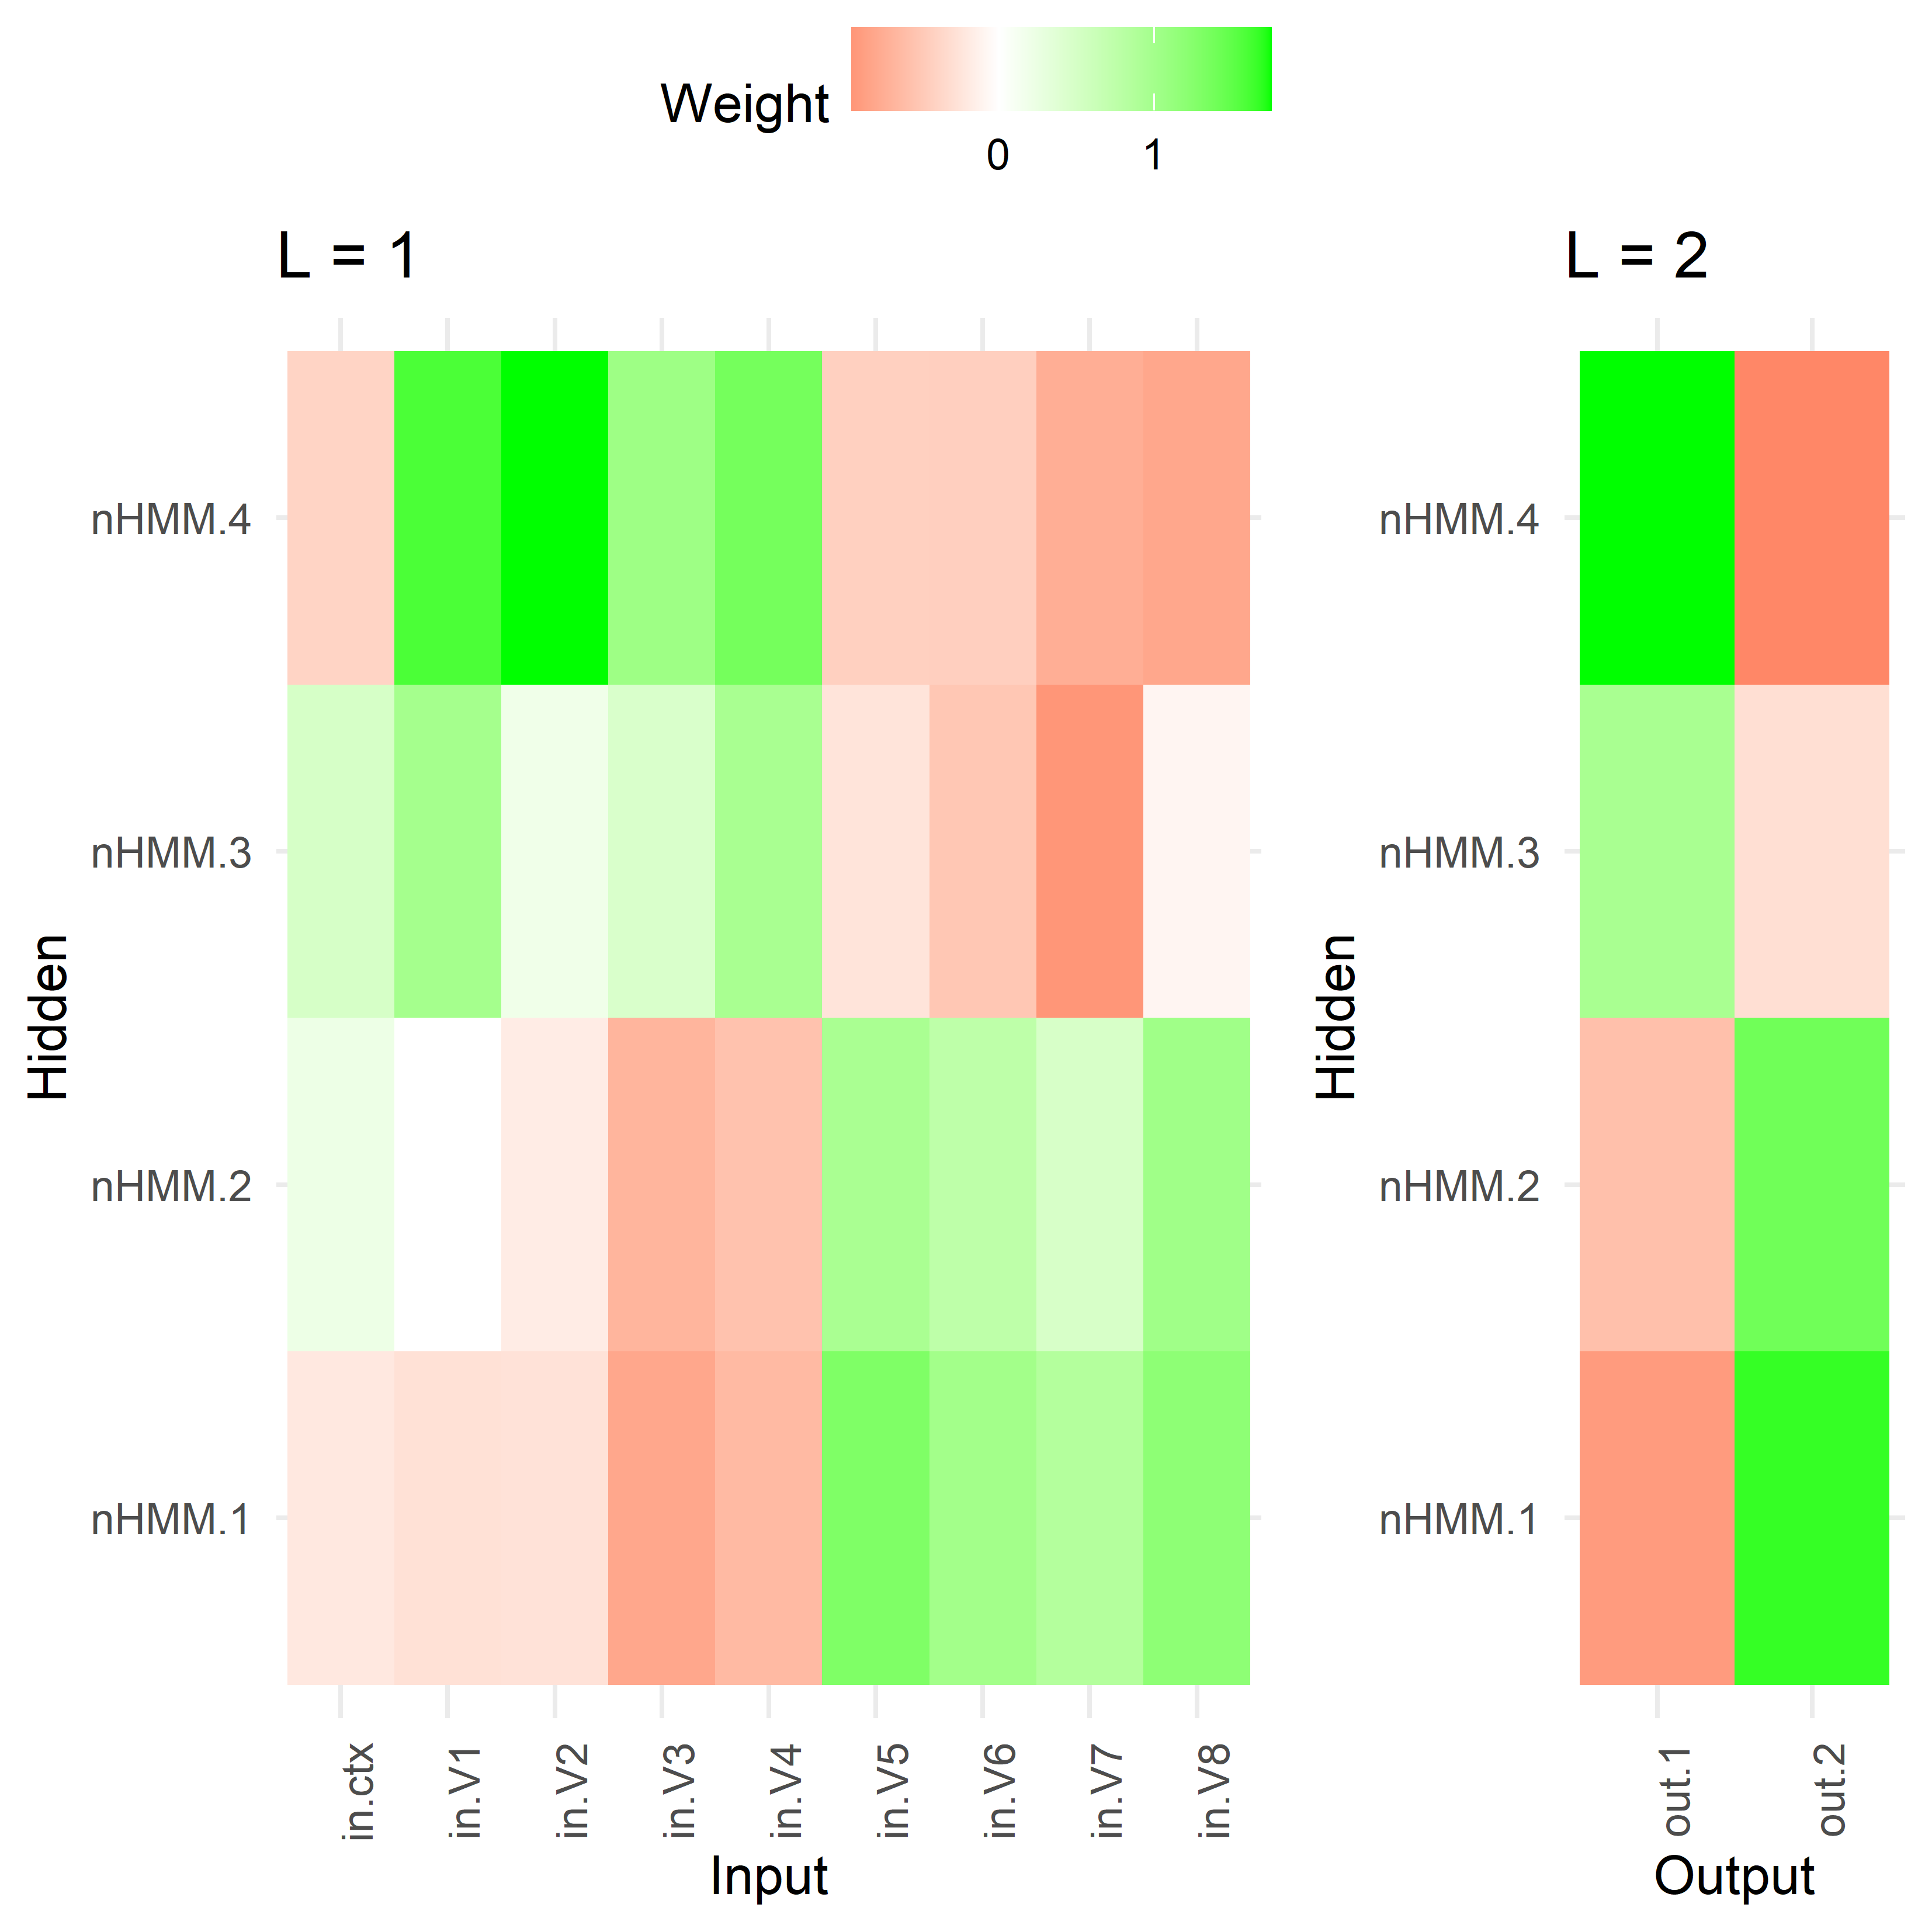 Weight
0 1
L = 1
L = 2
Hidden
nHMM.4
nHMM.3
nHMM.2
nHMM.1
in.ctx
in.V1
in.V2
in.V3
in.V4
in.V5
in.V6
in.V7
in.V8
Input
Hidden
nHMM.4
nHMM.3
nHMM.2
nHMM.1
out.1
out.2
Output